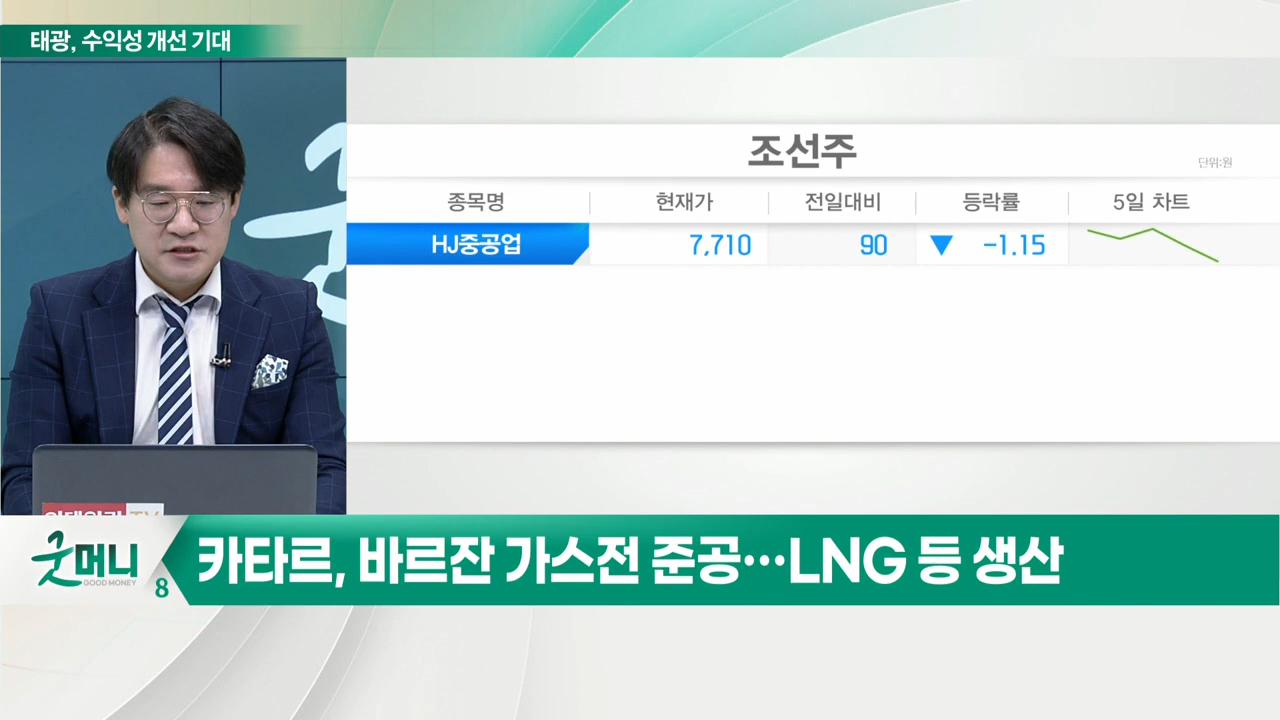 태광, 수익성 개선 기대
조선주
단위:원
종목명 현재가 전일대비 등락률 5일 차트
HJ중공업 7,710 90 ▼ -1.15
굿머니
GOOD MONEY
8
카타르, 바르잔 가스전 준공…LNG 등 생산